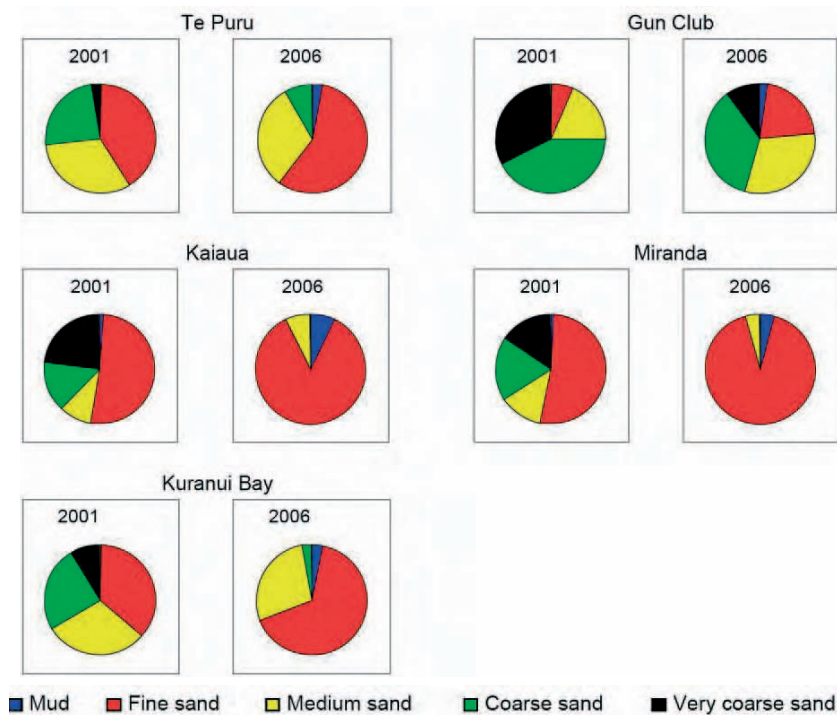 Te Puru
Gun Club
2001
2006
2001
2006
Kaiaua
Miranda
2001
2006
2001
2006
Kuranui Bay
2001
2006
Mud
Fine sand
Medium sand
Coarse sand
Very coarse sand